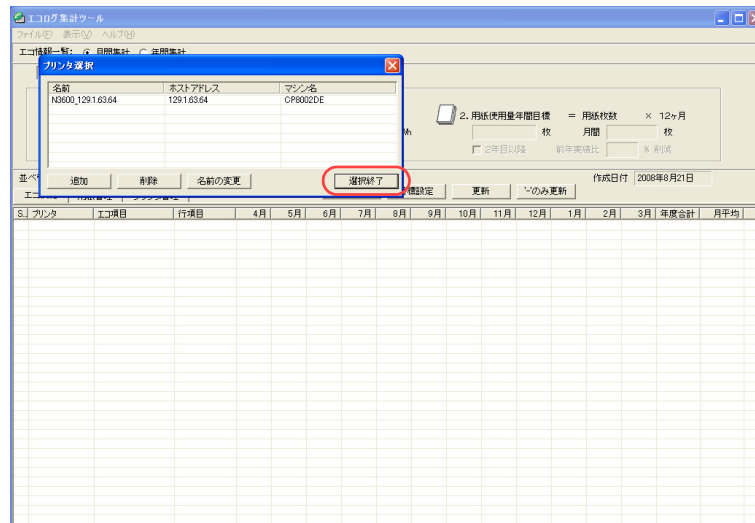 エコログ集計ツール
ファイル(F) 表示(V) ヘルプ(H)
エコ情報一覧: 月間集計 年間集計
プリンタ選択
名前 ホストアドレス マシン名
N3600_129.1.63.64 129.1.63.64 CP8002DE
追加 削除 名前の変更 選択終了
2. 用紙使用量年間目標 = 用紙枚数 × 12ヶ月
枚 月間 枚
2年目以降 前年実績比 % 削減
並べ
作成日付 2008年8月21日
標設定 更新 '-'のみ更新
S.. プリンタ エコ項目 行項目 4月 5月 6月 7月 8月 9月 10月 11月 12月 1月 2月 3月 年度合計 月平均